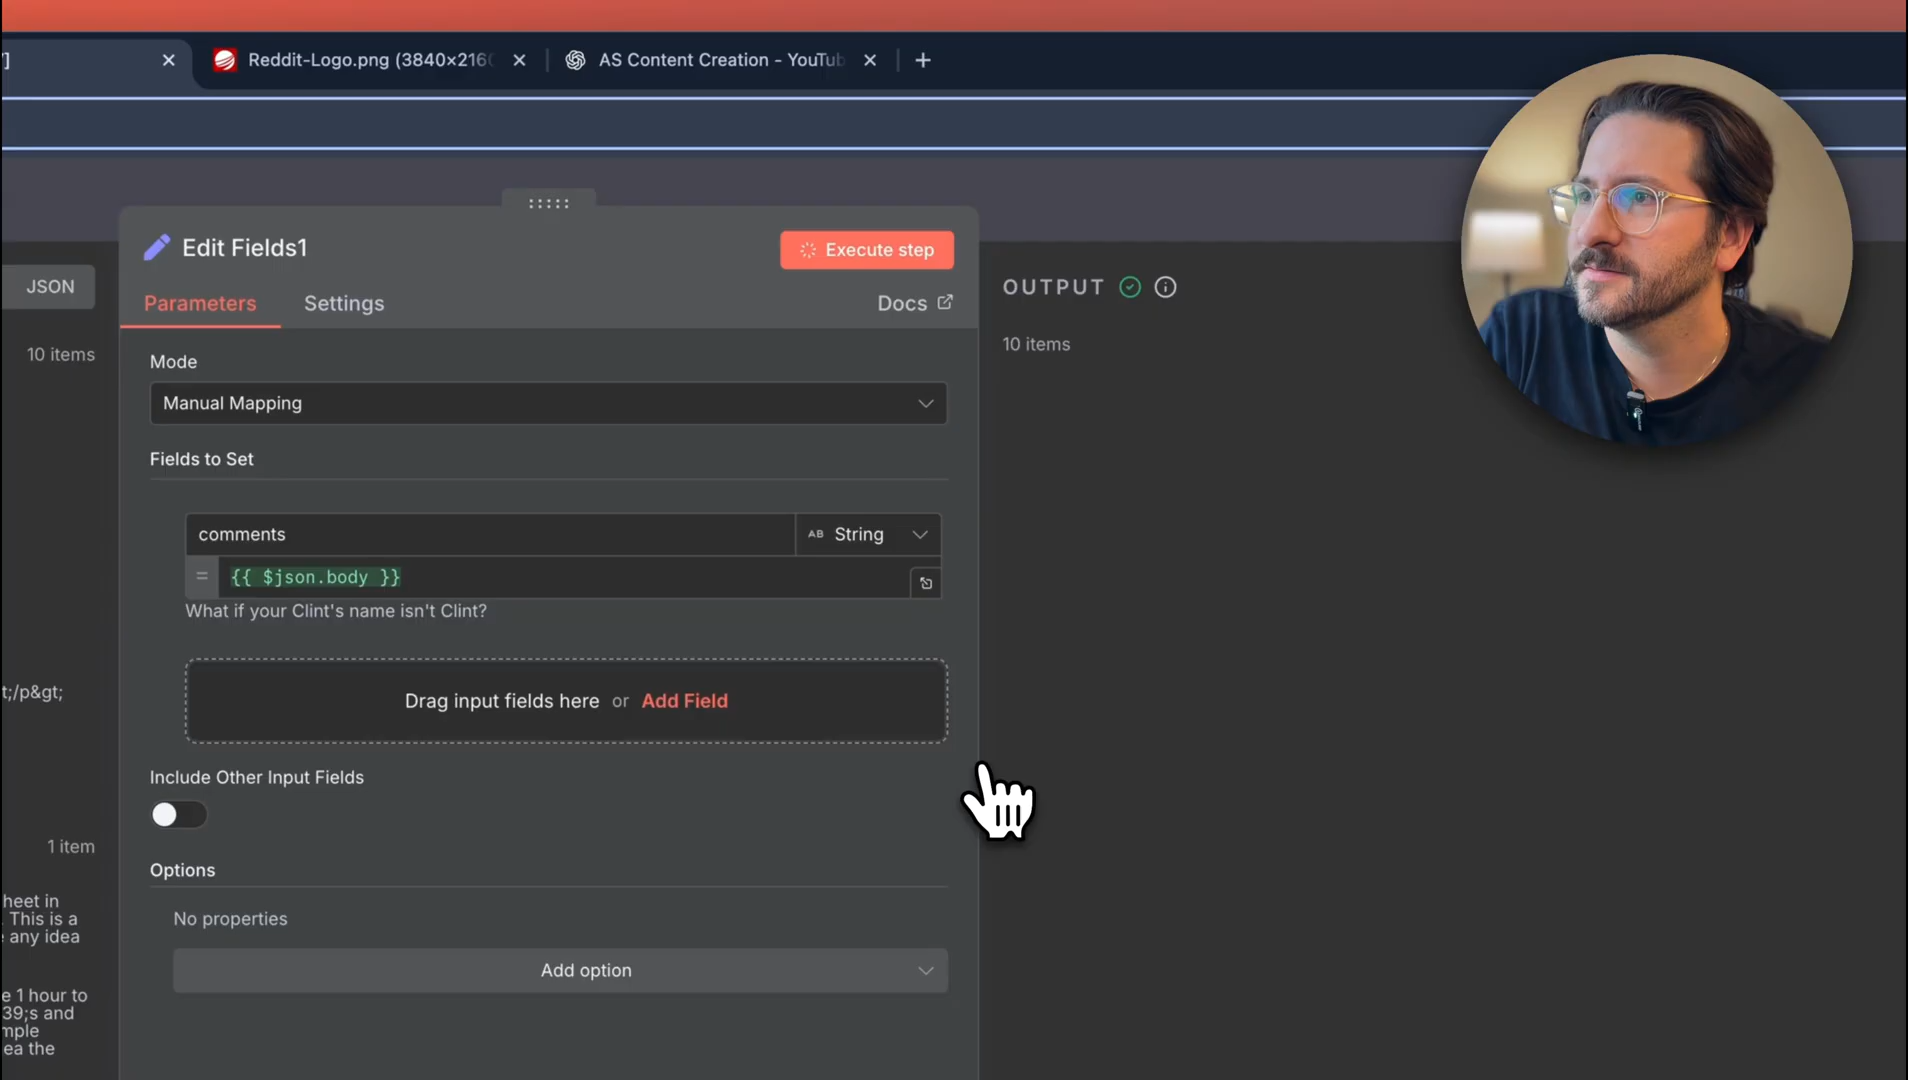 ]
Reddit-Logo.png (3840×216
AS Content Creation - YouTub
Edit Fields1
Execute step
JSON
Parameters
Settings
Docs
OUTPUT
10 items
10 items
Mode
Manual Mapping
Fields to Set
comments
AB String
= {{ $json.body }}
What if your Clint's name isn't Clint?
t;/p&gt;
Drag input fields here or Add Field
Include Other Input Fields
1 item
Options
heet in
. This is a
any idea
No properties
Add option
e 1 hour to
39;s and
mple
ea the